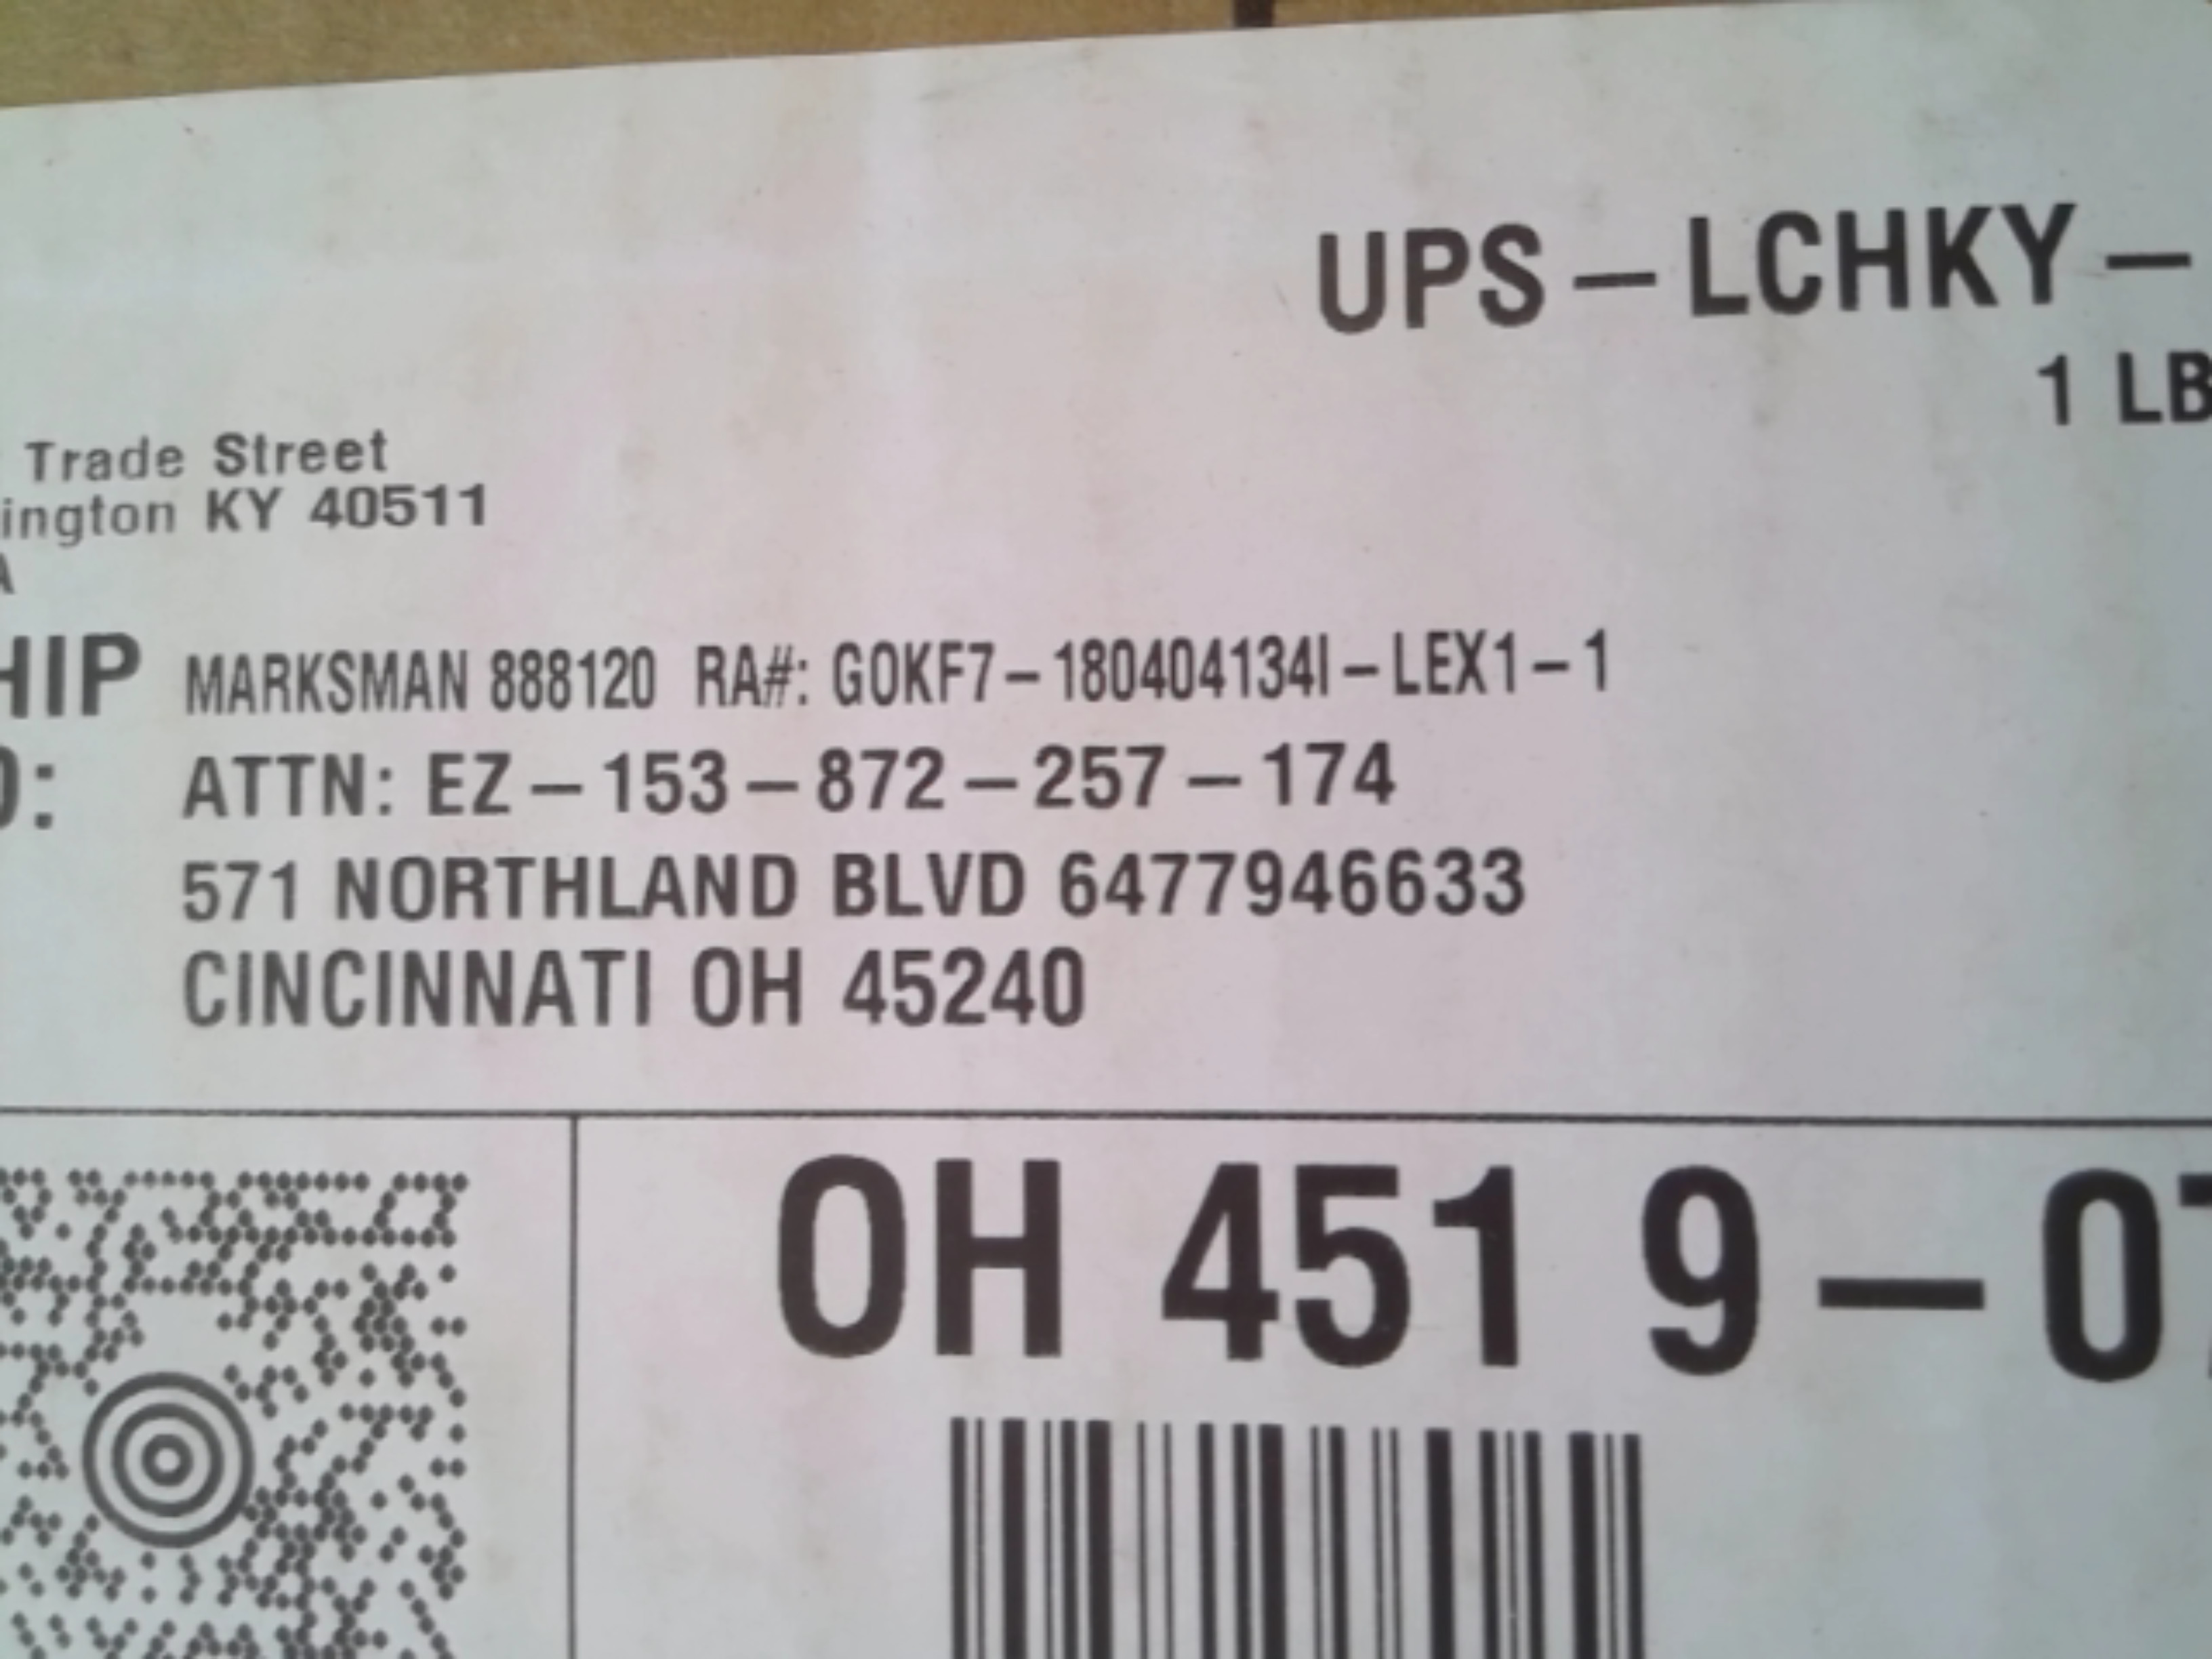 UPS – LCHKY –
1 LB
Trade Street
ington KY 40511
A
HIP MARKSMAN 888120 RA#: GOKF7-180404134I-LEX1-1
O: ATTN: EZ-153-872-257-174
571 NORTHLAND BLVD 6477946633
CINCINNATI OH 45240
OH 451 9-07